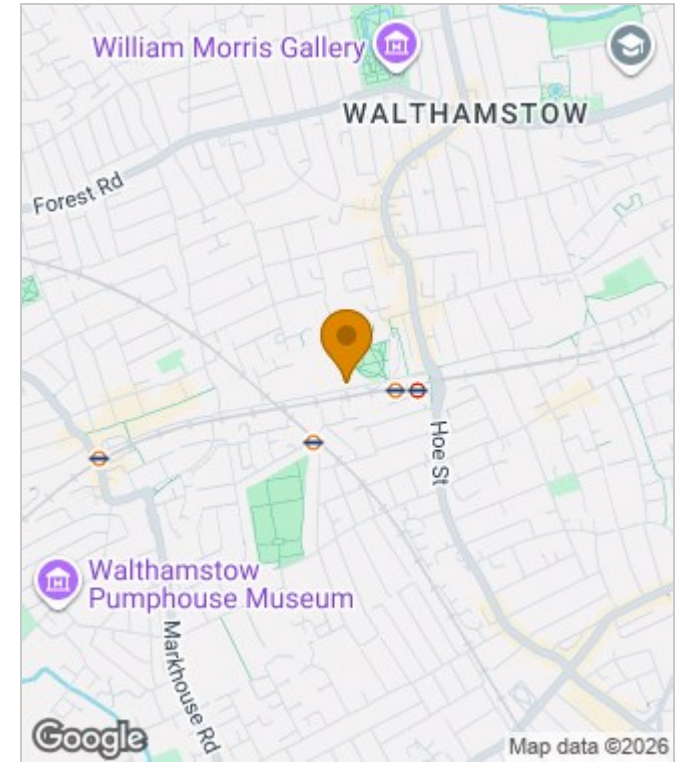 William Morris Gallery
WALTHAMSTOW
Forest Rd
Hoe St
Walthamstow
Pumphouse Museum
Markhouse Rd
Google
Map data ©2026